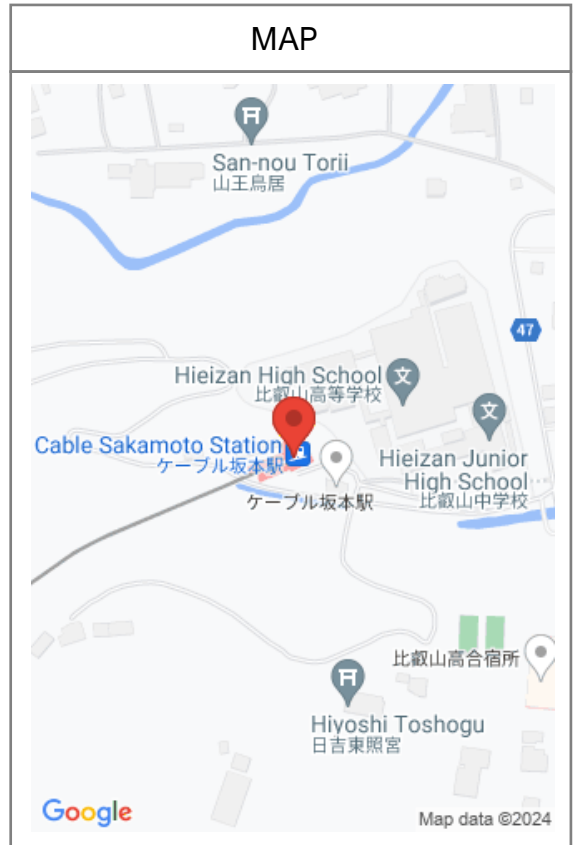 MAP
San-nou Torii
山王鳥居
47
Hieizan High School
比叡山高等学校
文
文
Cable Sakamoto Station
ケーブル坂本駅
Hieizan Junior
High School
比叡山中学校
ケーブル坂本駅
比叡山高合宿所
Hiyoshi Toshogu
日吉東照宮
Google
Map data ©2024